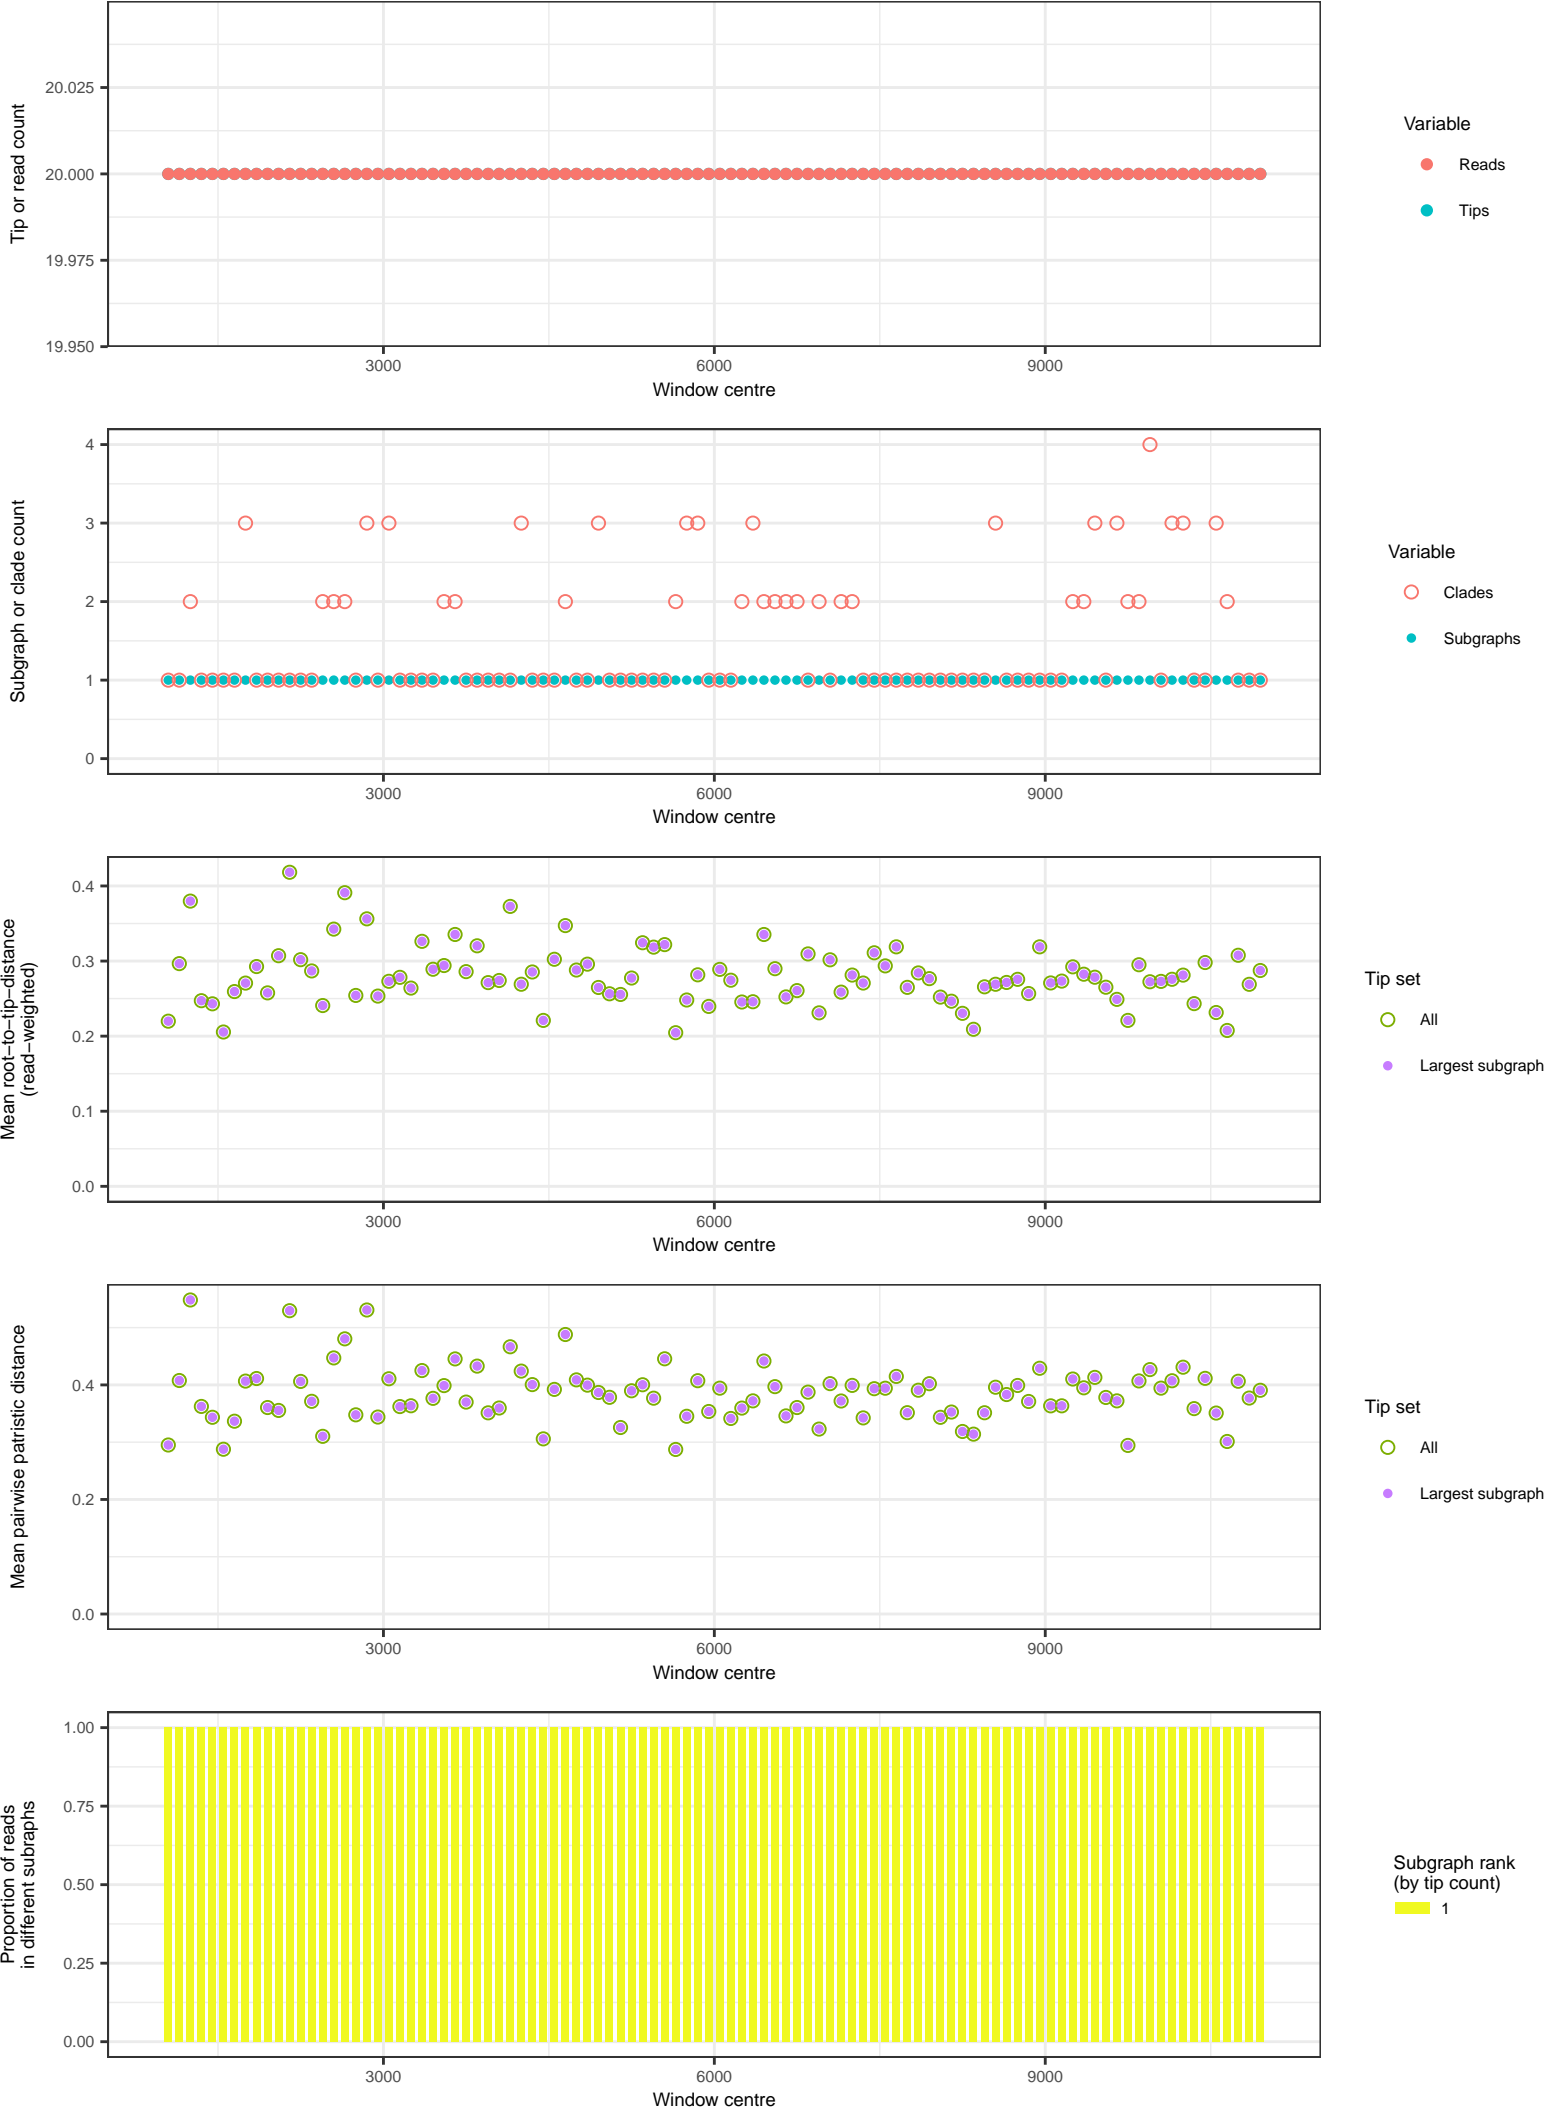 20.025
20.000
19.975
19.950
Tip or read count
3000 6000 9000
Window centre
Variable
Reads
Tips
4
3
2
1
0
Subgraph or clade count
3000 6000 9000
Window centre
Variable
Clades
Subgraphs
0.4
0.3
0.2
0.1
0.0
Mean root−to−tip−distance
(read−weighted)
3000 6000 9000
Window centre
Tip set
All
Largest subgraph
0.4
0.2
0.0
Mean pairwise patristic distance
3000 6000 9000
Window centre
Tip set
All
Largest subgraph
1.00
0.75
0.50
0.25
0.00
Proportion of reads
in different subraphs
3000 6000 9000
Window centre
Subgraph rank
(by tip count)
1